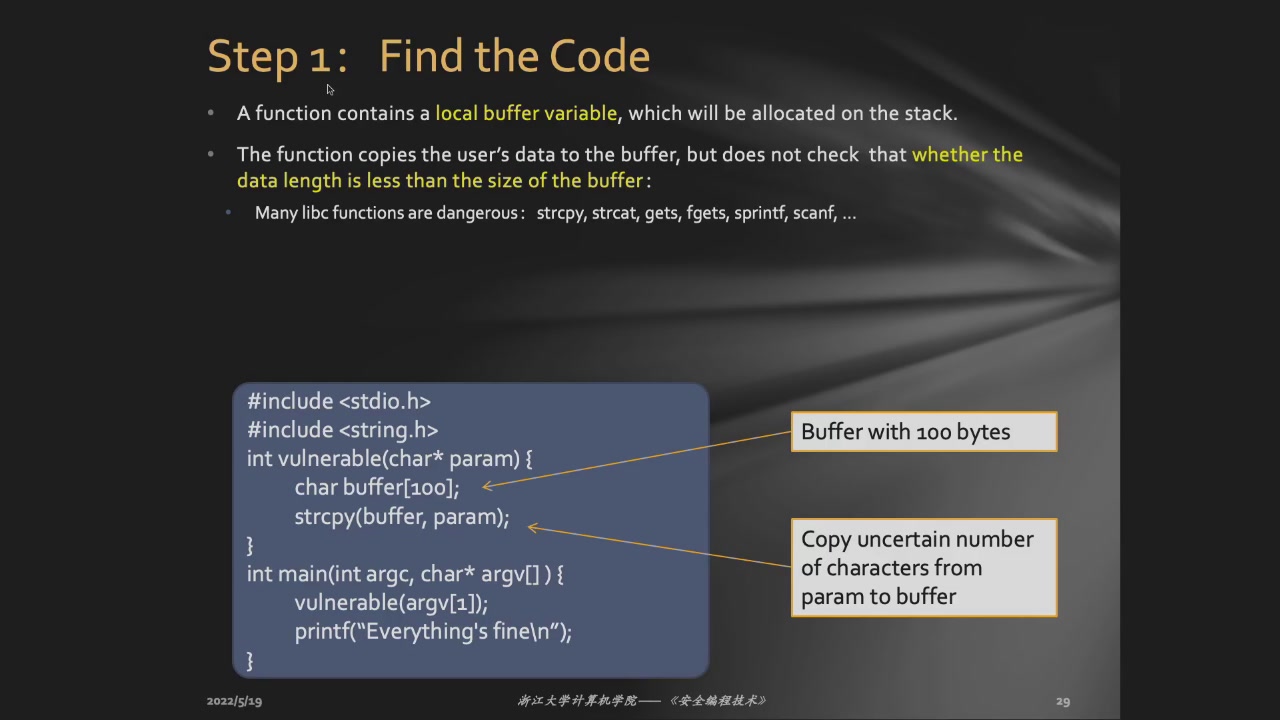 Step 1： Find the Code
• A function contains a local buffer variable, which will be allocated on the stack.
• The function copies the user’s data to the buffer, but does not check that whether the
data length is less than the size of the buffer：
• Many libc functions are dangerous： strcpy, strcat, gets, fgets, sprintf, scanf, …
#include <stdio.h>
#include <string.h>
int vulnerable(char* param) {
char buffer[100];
strcpy(buffer, param);
}
int main(int argc, char* argv[] ) {
vulnerable(argv[1]);
printf(“Everything's fine\n”);
}
Buffer with 100 bytes
Copy uncertain number
of characters from
param to buffer
2022/5/19
浙江大学计算机学院——《安全编程技术》
29